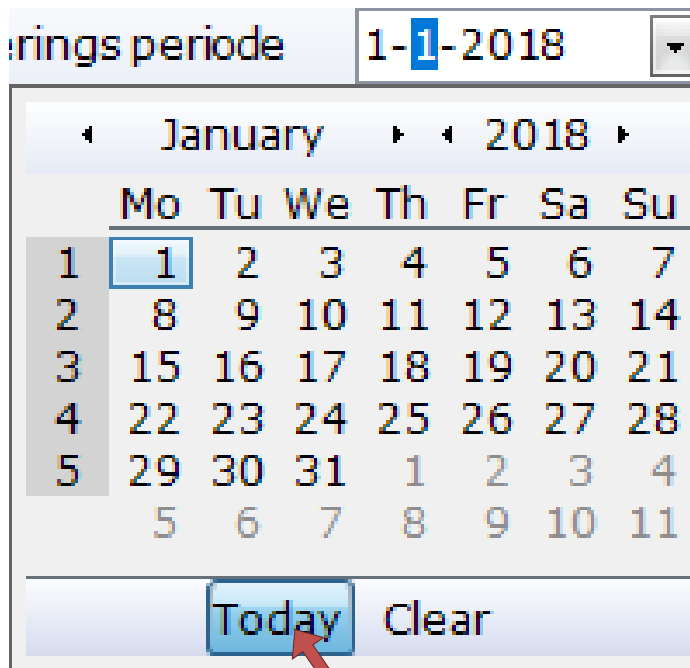 erings periode 1-1-2018
January 2018
Mo Tu We Th Fr Sa Su
1 1 2 3 4 5 6 7
2 8 9 10 11 12 13 14
3 15 16 17 18 19 20 21
4 22 23 24 25 26 27 28
5 29 30 31 1 2 3 4
5 6 7 8 9 10 11
Today Clear